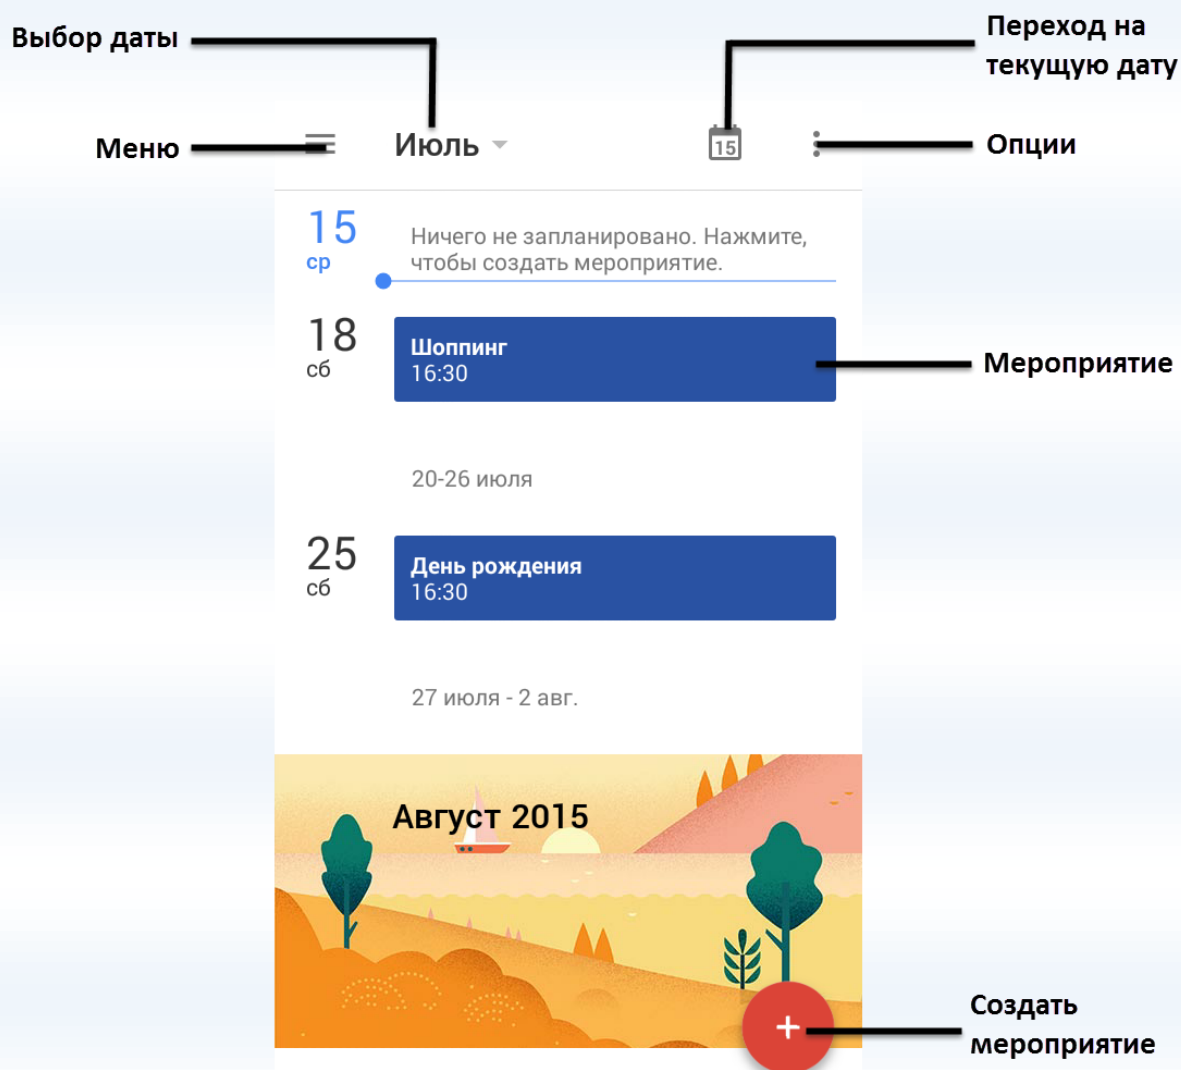 Выбор даты
Переход на
текущую дату
Меню
Июль
15
Опции
15
ср
Ничего не запланировано. Нажмите,
чтобы создать мероприятие.
18
сб
Шоппинг
16:30
Мероприятие
20-26 июля
25
сб
День рождения
16:30
27 июля - 2 авг.
Август 2015
Создать
мероприятие